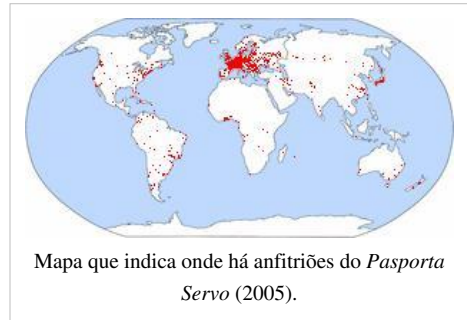 Mapa que indica onde há anfitriões do Pasporta
Servo (2005).